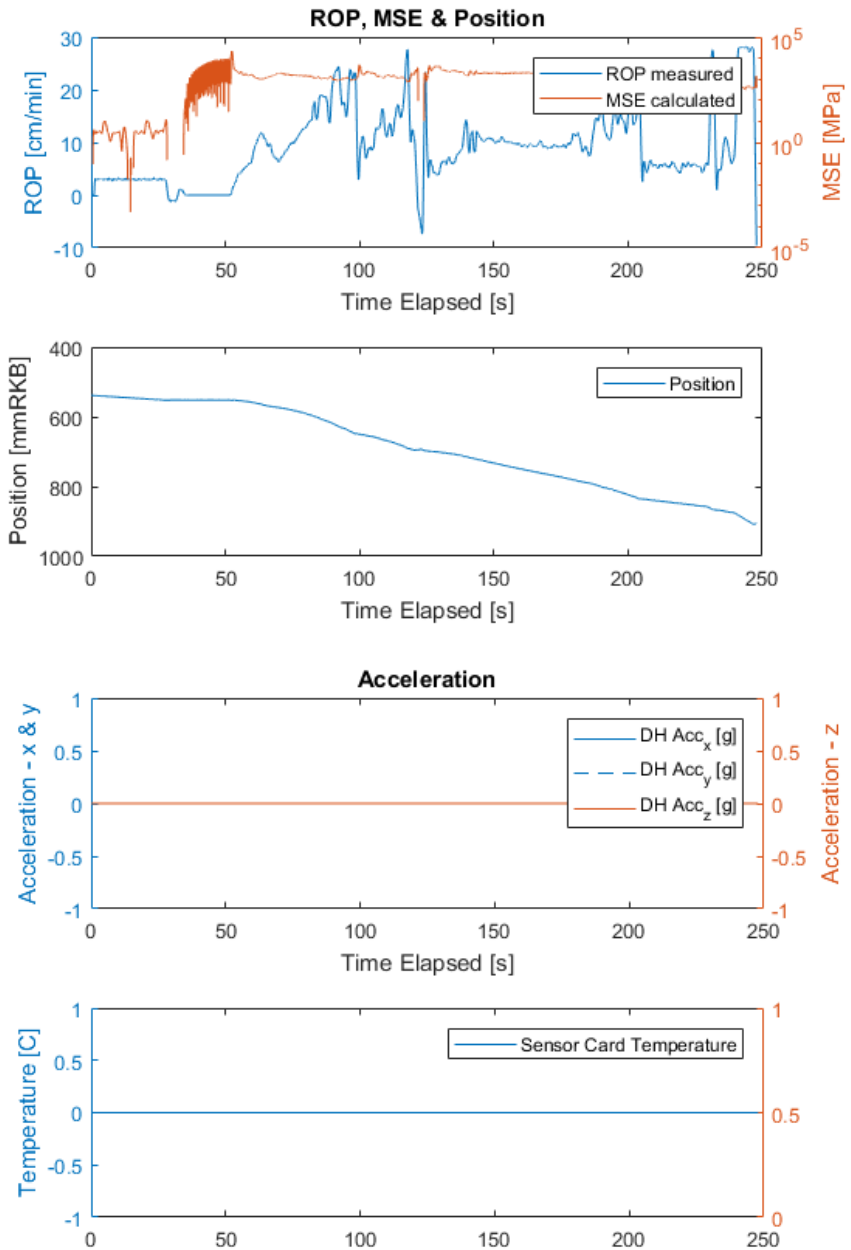 ROP, MSE & Position
ROP [cm/min]
30
20
10
0
-10
ROP measured
MSE calculated
10^5
10^0
10^-5
MSE [MPa]
0 50 100 150 200 250
Time Elapsed [s]
Position [mmRKB]
400
600
800
1000
Position
0 50 100 150 200 250
Time Elapsed [s]
Acceleration
Acceleration - x & y
1
0.5
0
-0.5
-1
DH Acc_x [g]
DH Acc_y [g]
DH Acc_z [g]
1
0.5
0
-0.5
-1
Acceleration - z
0 50 100 150 200 250
Time Elapsed [s]
Temperature [C]
1
0.5
0
-0.5
-1
Sensor Card Temperature
1
0.5
0
0 50 100 150 200 250